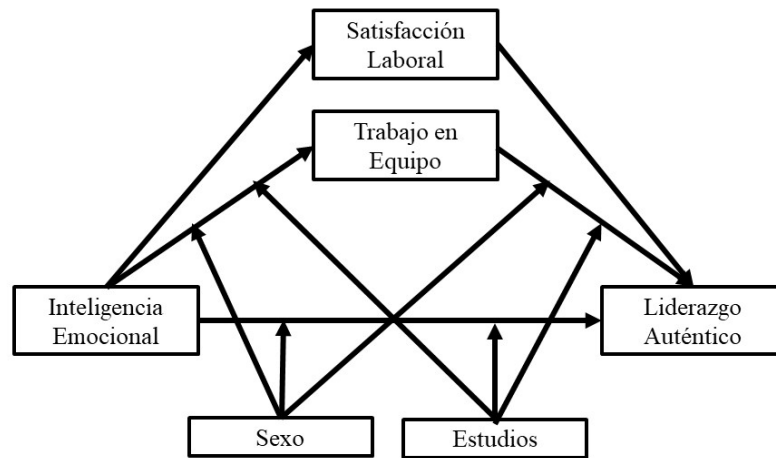 Satisfacción
Laboral
Trabajo en
Equipo
Inteligencia
Emocional
Liderazgo
Auténtico
Sexo
Estudios